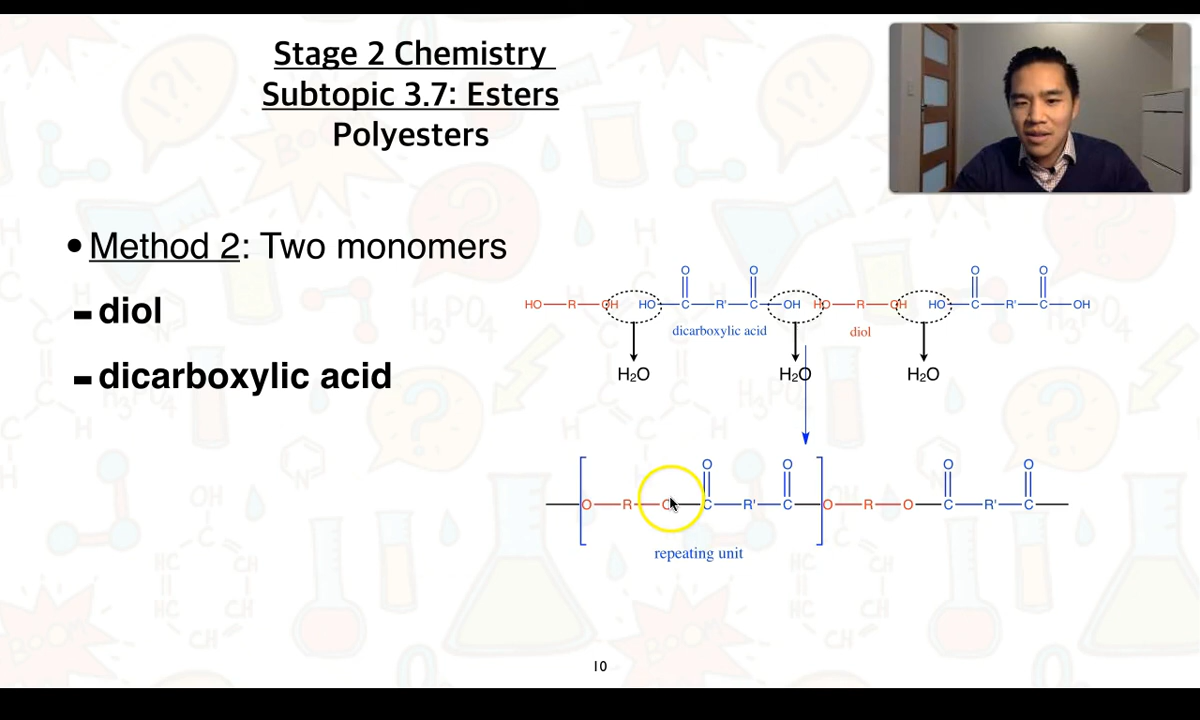 Stage 2 Chemistry
Subtopic 3.7: Esters
Polyesters
• Method 2: Two monomers
- diol
- dicarboxylic acid
O O O O
HO—R—OH HO—C—R'—C—OH HO—R—OH HO—C—R'—C—OH
dicarboxylic acid diol
H₂O H₂O H₂O
O O O O
O—R—O—C—R'—C—O—R—O—C—R'—C
repeating unit
10